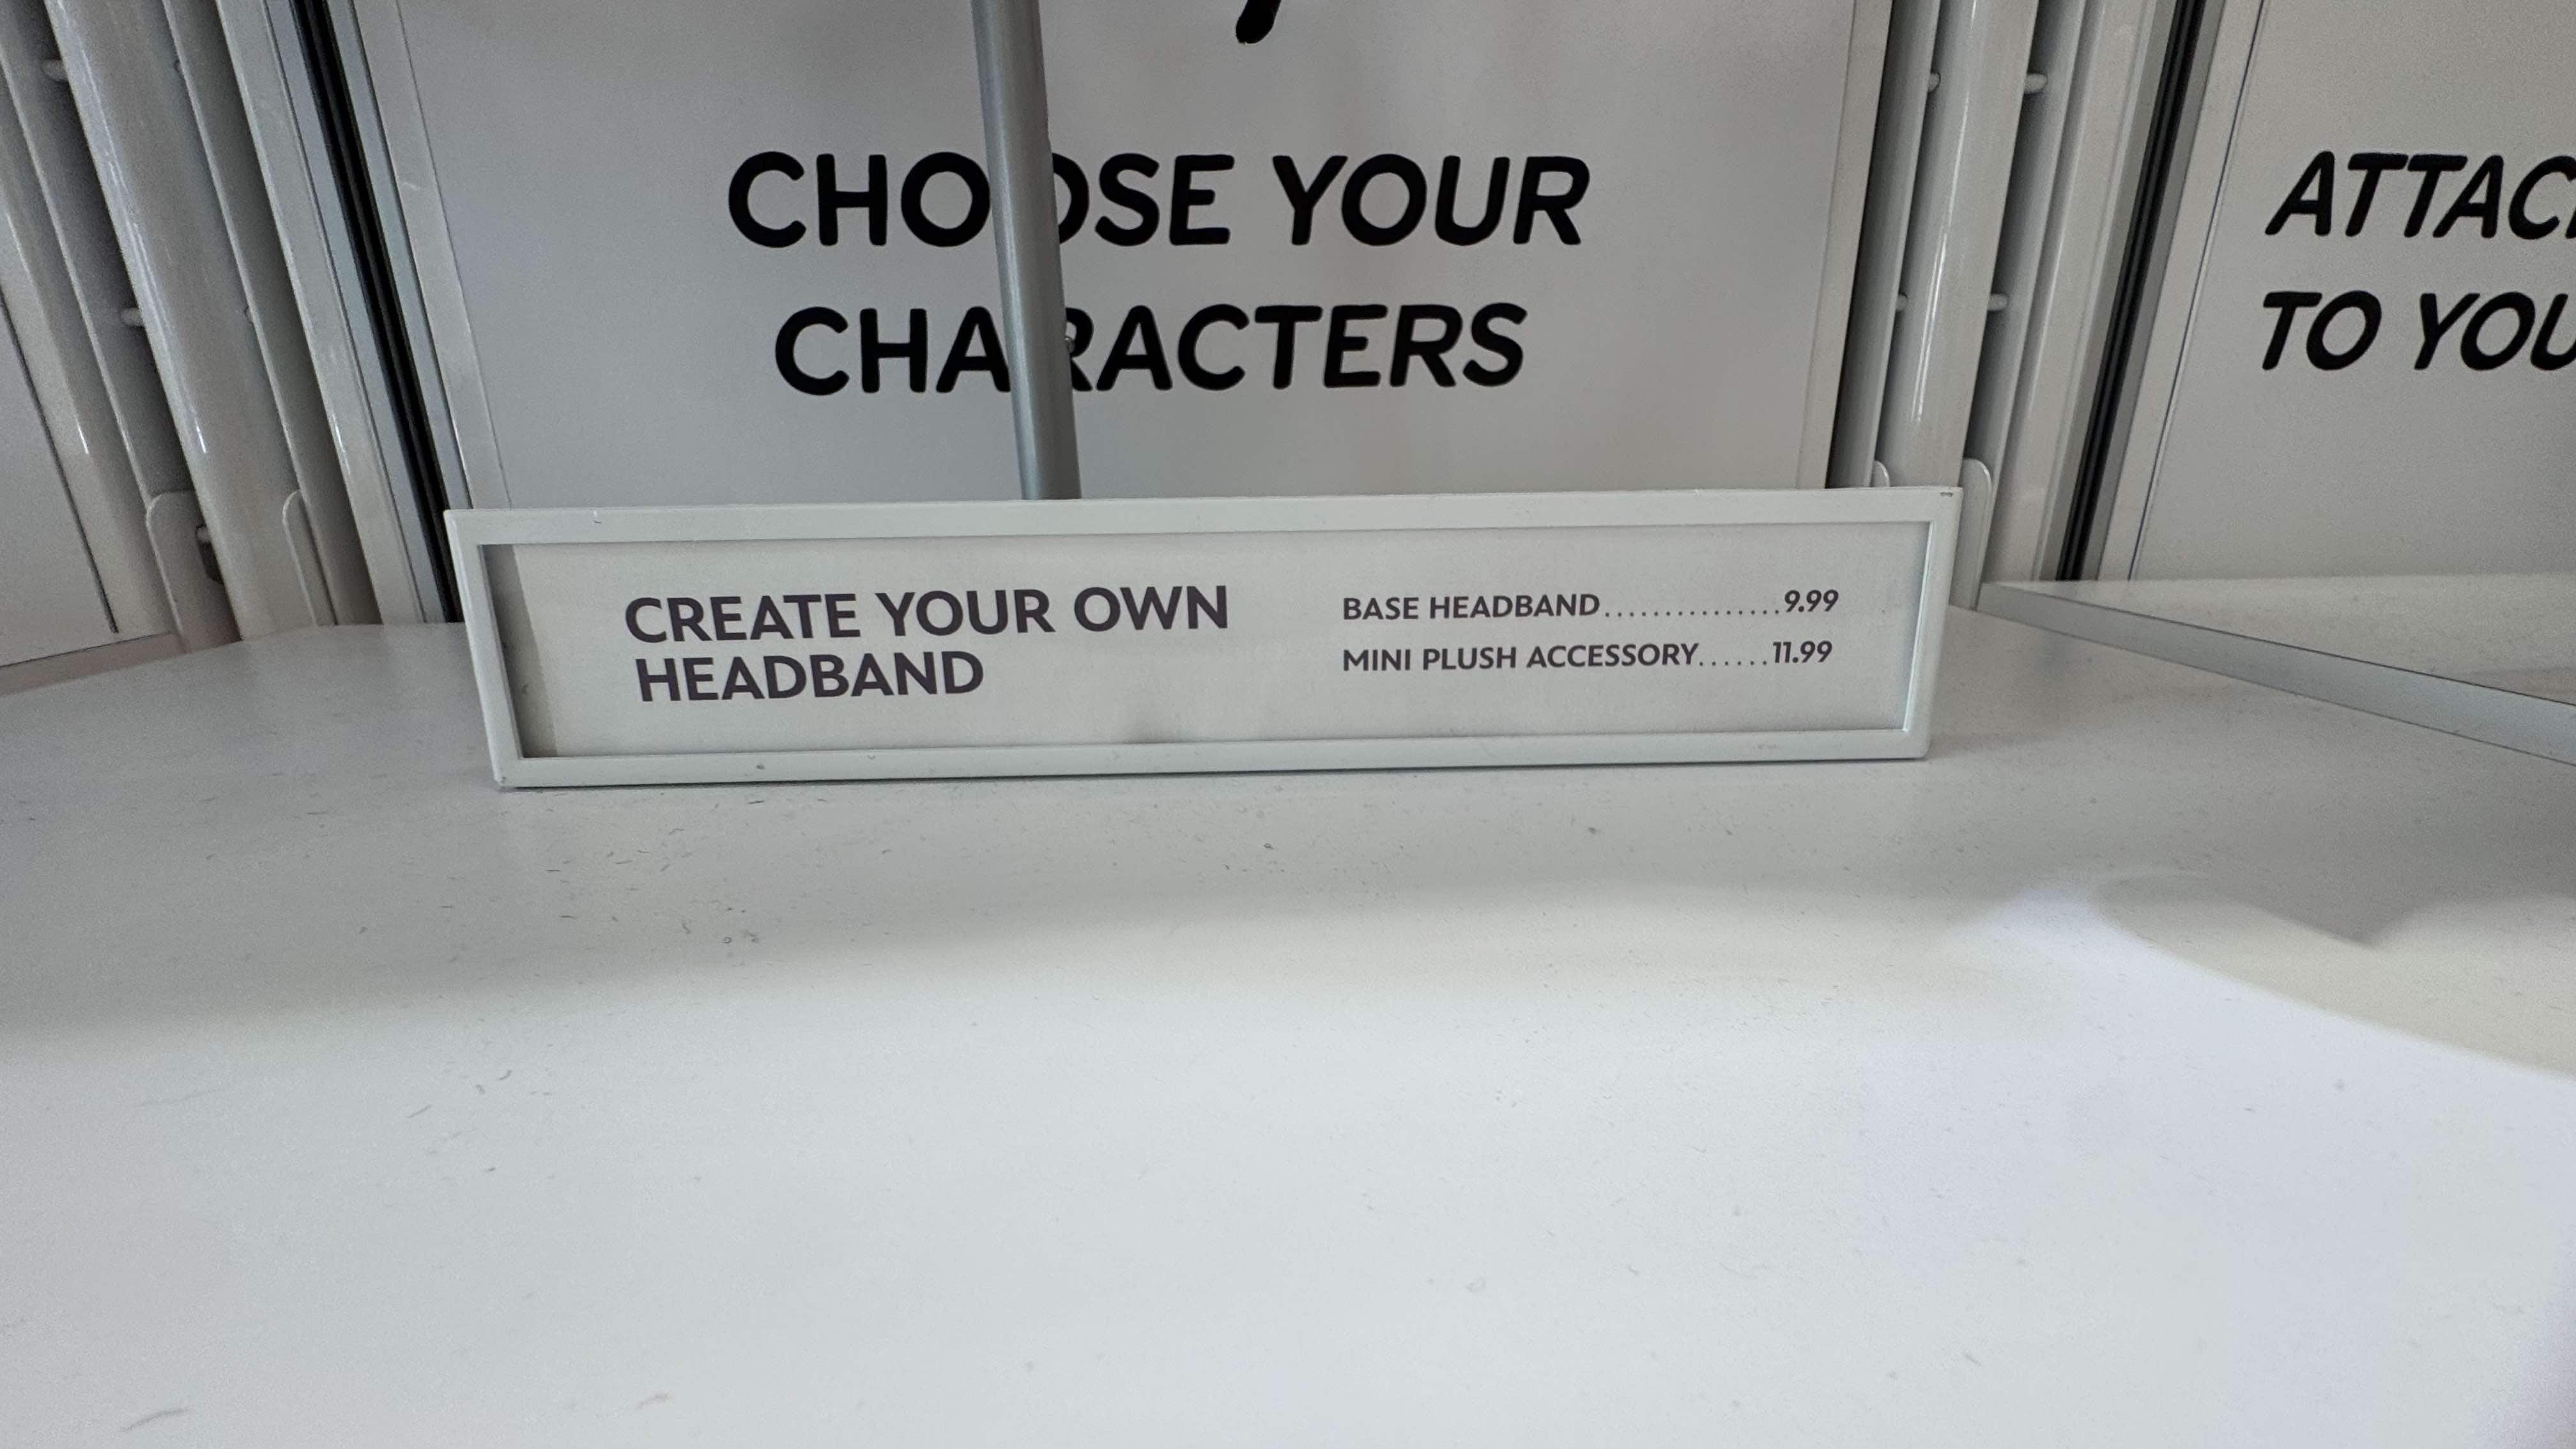 CHOOSE YOUR
CHARACTERS
TO
CREATE YOUR OWN
HEADBAND
BASE HEADBAND...............9.99
MINI PLUSH ACCESSORY......11.99